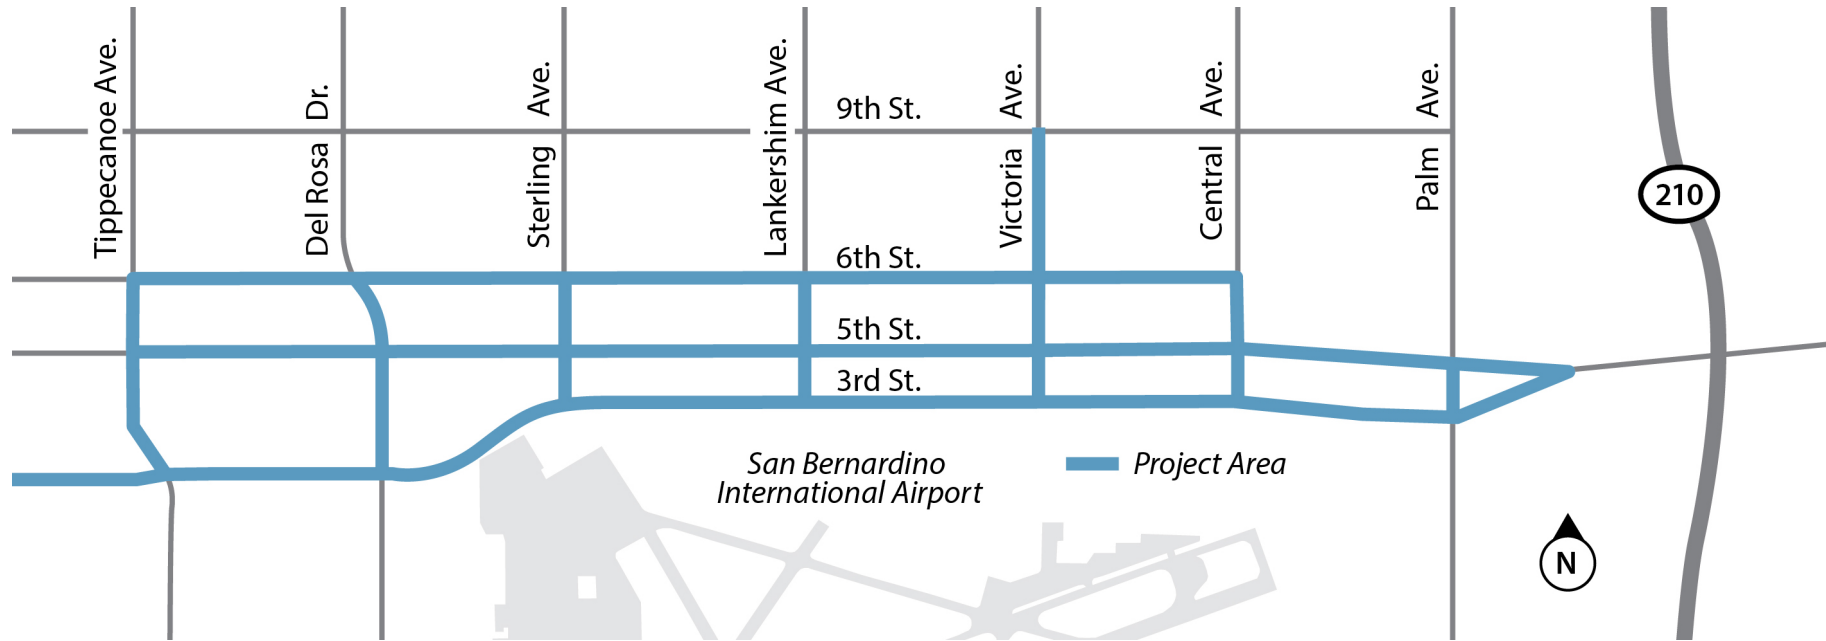 Tippecanoe Ave.
Del Rosa Dr.
Sterling Ave.
Lankershim Ave.
Victoria Ave.
Central Ave.
Palm Ave.
9th St.
210
6th St.
5th St.
3rd St.
San Bernardino
International Airport
Project Area
N